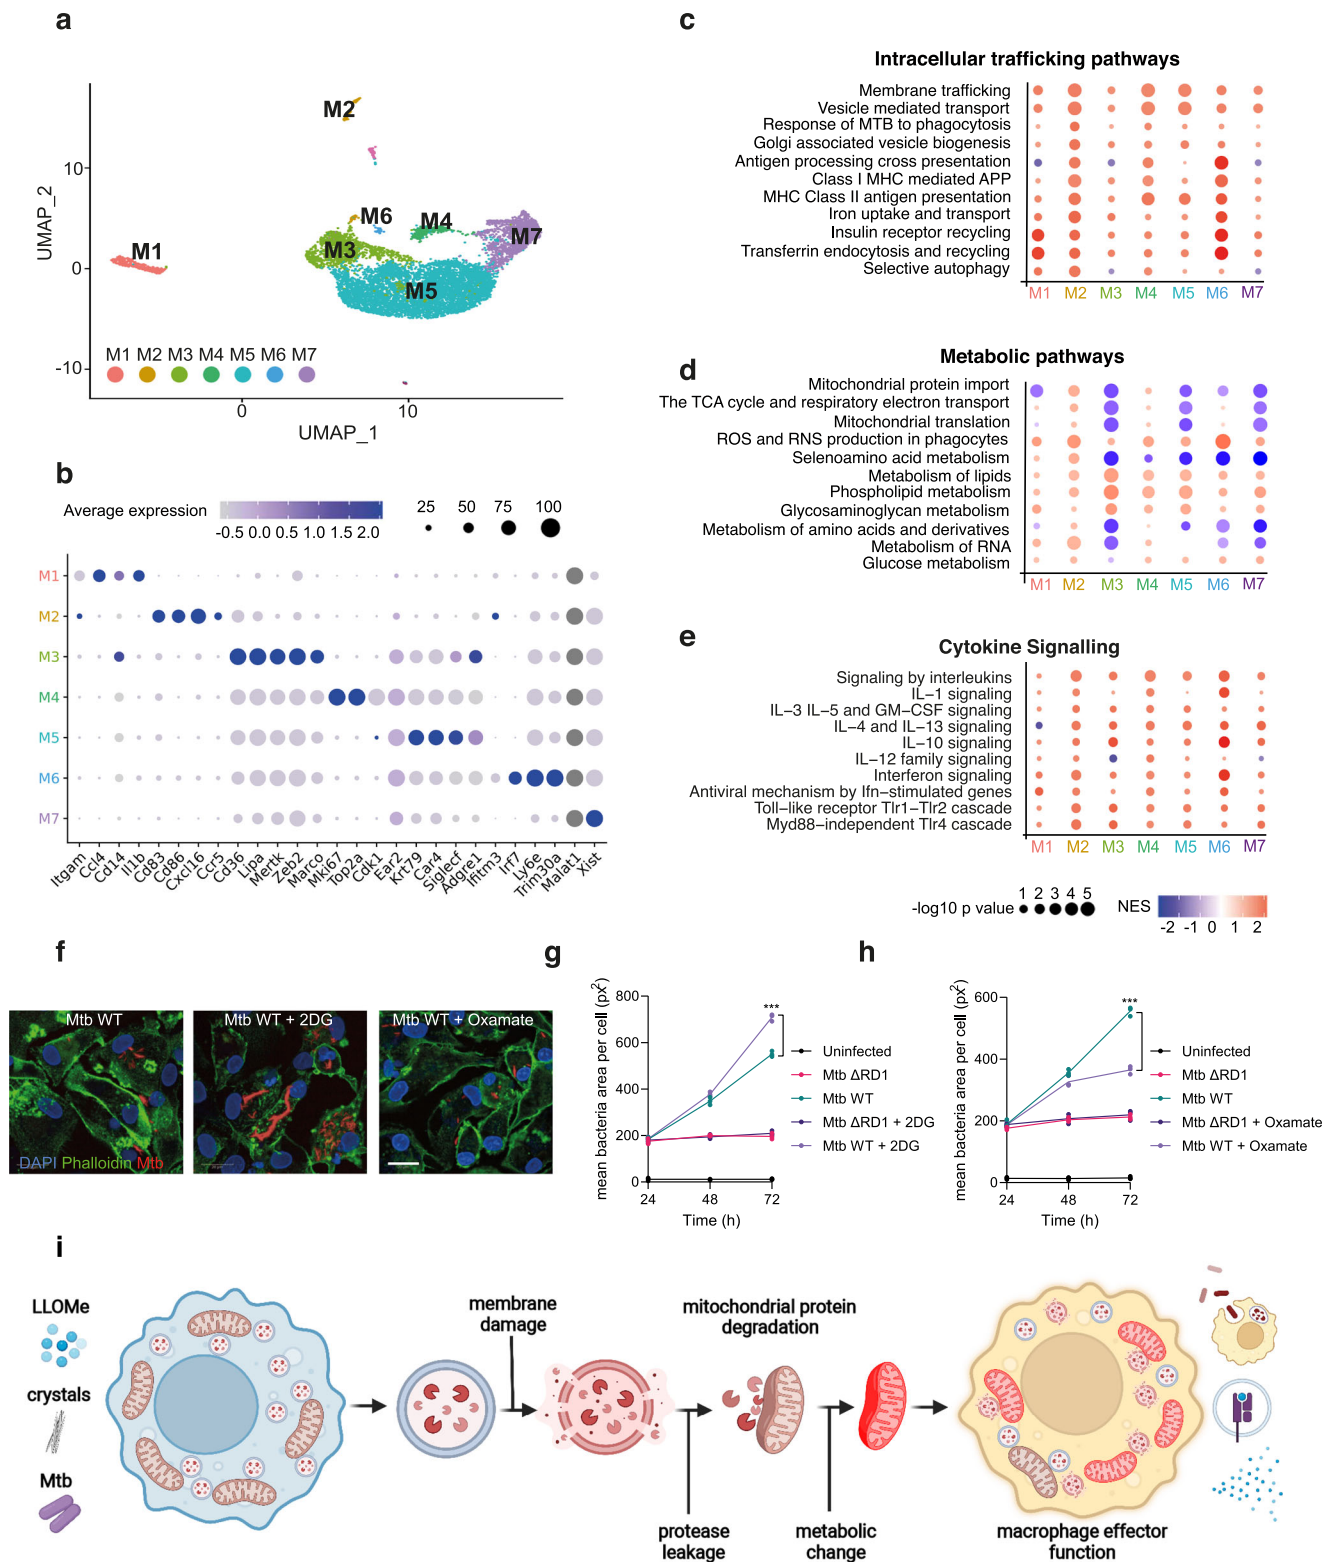 a
UMAP_2
10
0
-10
M2
M6
M4
M7
M3
M1
M5
M1 M2 M3 M4 M5 M6 M7
0 10
UMAP_1
b
Average expression
-0.5 0.0 0.5 1.0 1.5 2.0
25 50 75 100
M1
M2
M3
M4
M5
M6
M7
Itgam Ccl4 Cd14 Il1b Cd83 Cd86 Cxcl16 Ccr5 Cd36 Lipa Mertk Zeb2 Marco Mki67 Top2a Cdk1 Ear2 Krt79 Car4 Siglecf Adgre1 Ifitm3 Irf7 Ly6e Trim30a Malat1 Xist
c
Intracellular trafficking pathways
Membrane trafficking
Vesicle mediated transport
Response of MTB to phagocytosis
Golgi associated vesicle biogenesis
Antigen processing cross presentation
Class I MHC mediated APP
MHC Class II antigen presentation
Iron uptake and transport
Insulin receptor recycling
Transferrin endocytosis and recycling
Selective autophagy
M1 M2 M3 M4 M5 M6 M7
d
Metabolic pathways
Mitochondrial protein import
The TCA cycle and respiratory electron transport
Mitochondrial translation
ROS and RNS production in phagocytes
Selenoamino acid metabolism
Metabolism of lipids
Phospholipid metabolism
Glycosaminoglycan metabolism
Metabolism of amino acids and derivatives
Metabolism of RNA
Glucose metabolism
M1 M2 M3 M4 M5 M6 M7
e
Cytokine Signalling
Signaling by interleukins
IL−1 signaling
IL−3 IL−5 and GM−CSF signaling
IL−4 and IL−13 signaling
IL−10 signaling
IL−12 family signaling
Interferon signaling
Antiviral mechanism by Ifn−stimulated genes
Toll−like receptor Tlr1−Tlr2 cascade
Myd88−independent Tlr4 cascade
M1 M2 M3 M4 M5 M6 M7
-log10 p value
1 2 3 4 5
NES
-2 -1 0 1 2
f
Mtb WT
Mtb WT + 2DG
Mtb WT + Oxamate
DAPI Phalloidin Mtb
g
mean bacteria area per cell (px²)
800
600
400
200
0
24 48 72
Time (h)
***
Uninfected
Mtb ΔRD1
Mtb WT
Mtb ΔRD1 + 2DG
Mtb WT + 2DG
h
mean bacteria area per cell (px²)
600
400
200
0
24 48 72
Time (h)
***
Uninfected
Mtb ΔRD1
Mtb WT
Mtb ΔRD1 + Oxamate
Mtb WT + Oxamate
i
LLOMe
crystals
Mtb
membrane
damage
protease
leakage
mitochondrial protein
degradation
metabolic
change
macrophage effector
function